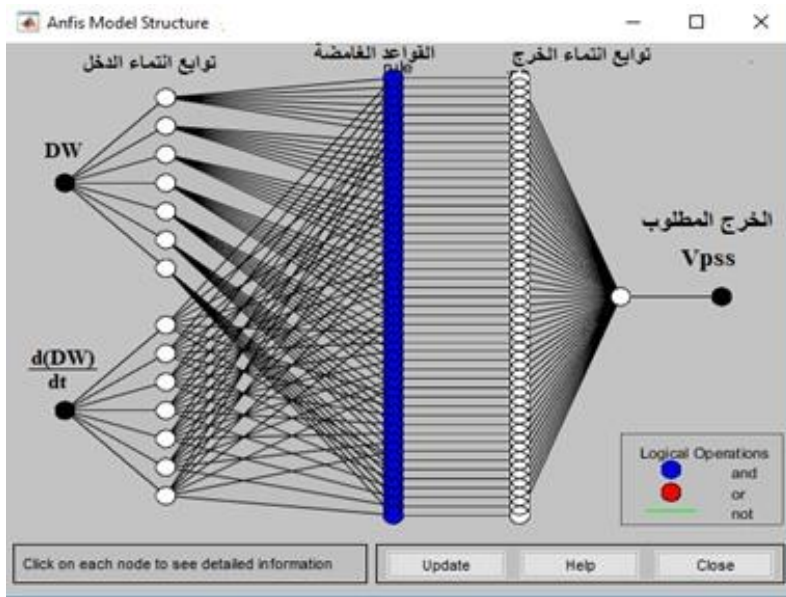 Anfis Model Structure
توابع انتماء الدخل
القواعد الغامضة
توابع انتماء الخرج
rule
DW
الخرج المطلوب
Vpss
d(DW)
dt
Logical Operations
and
or
not
Click on each node to see detailed information
Update
Help
Close